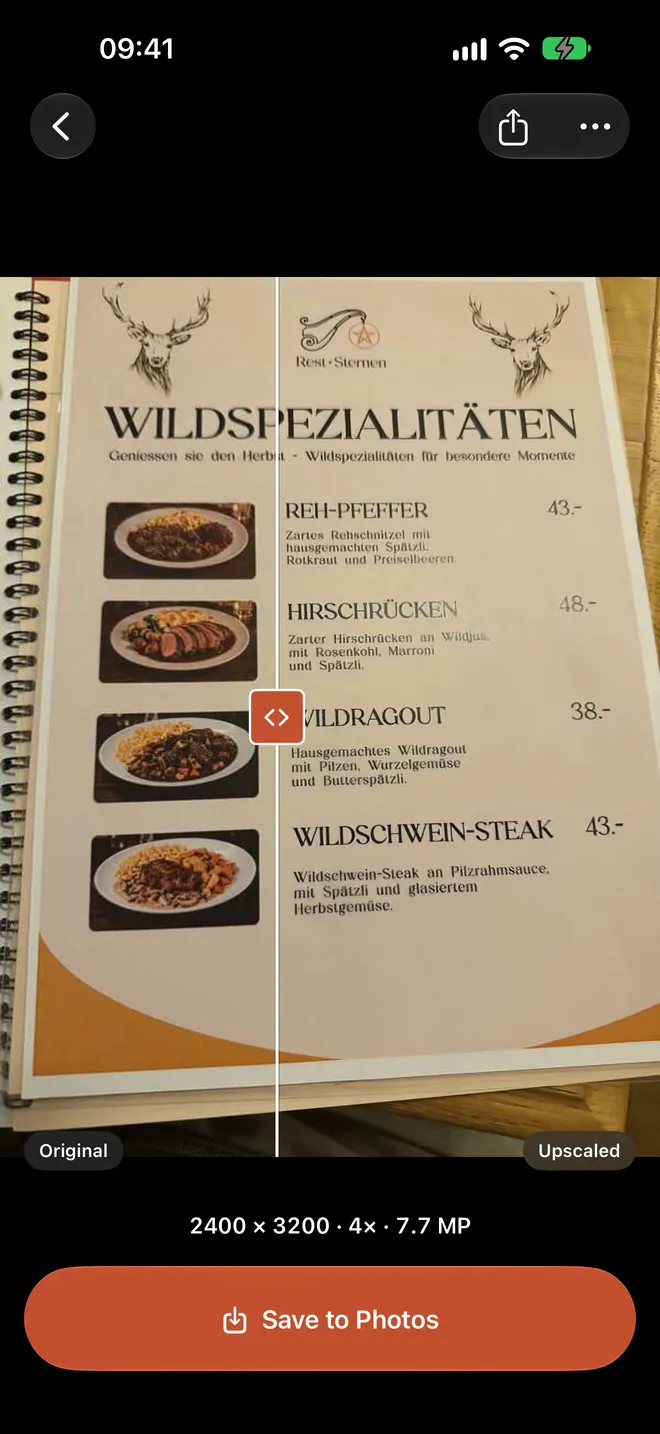 09:41
Rest·Sternen
WILDSPEZIALITÄTEN
Geniessen sie den Herbst - Wildspezialitäten für besondere Momente
REH-PFEFFER 43.-
Zartes Rehschnitzel mit
hausgemachten Spätzli.
Rotkraut und Preiselbeeren.
HIRSCHRÜCKEN 48.-
Zarter Hirschrücken an Wildjus,
mit Rosenkohl, Marroni
und Spätzli.
WILDRAGOUT 38.-
Hausgemachtes Wildragout
mit Pilzen, Wurzelgemüse
und Butterspätzli.
WILDSCHWEIN-STEAK 43.-
Wildschwein-Steak an Pilzrahmsauce,
mit Spätzli und glasiertem
Herbstgemüse.
Original Upscaled
2400 × 3200 · 4× · 7.7 MP
Save to Photos